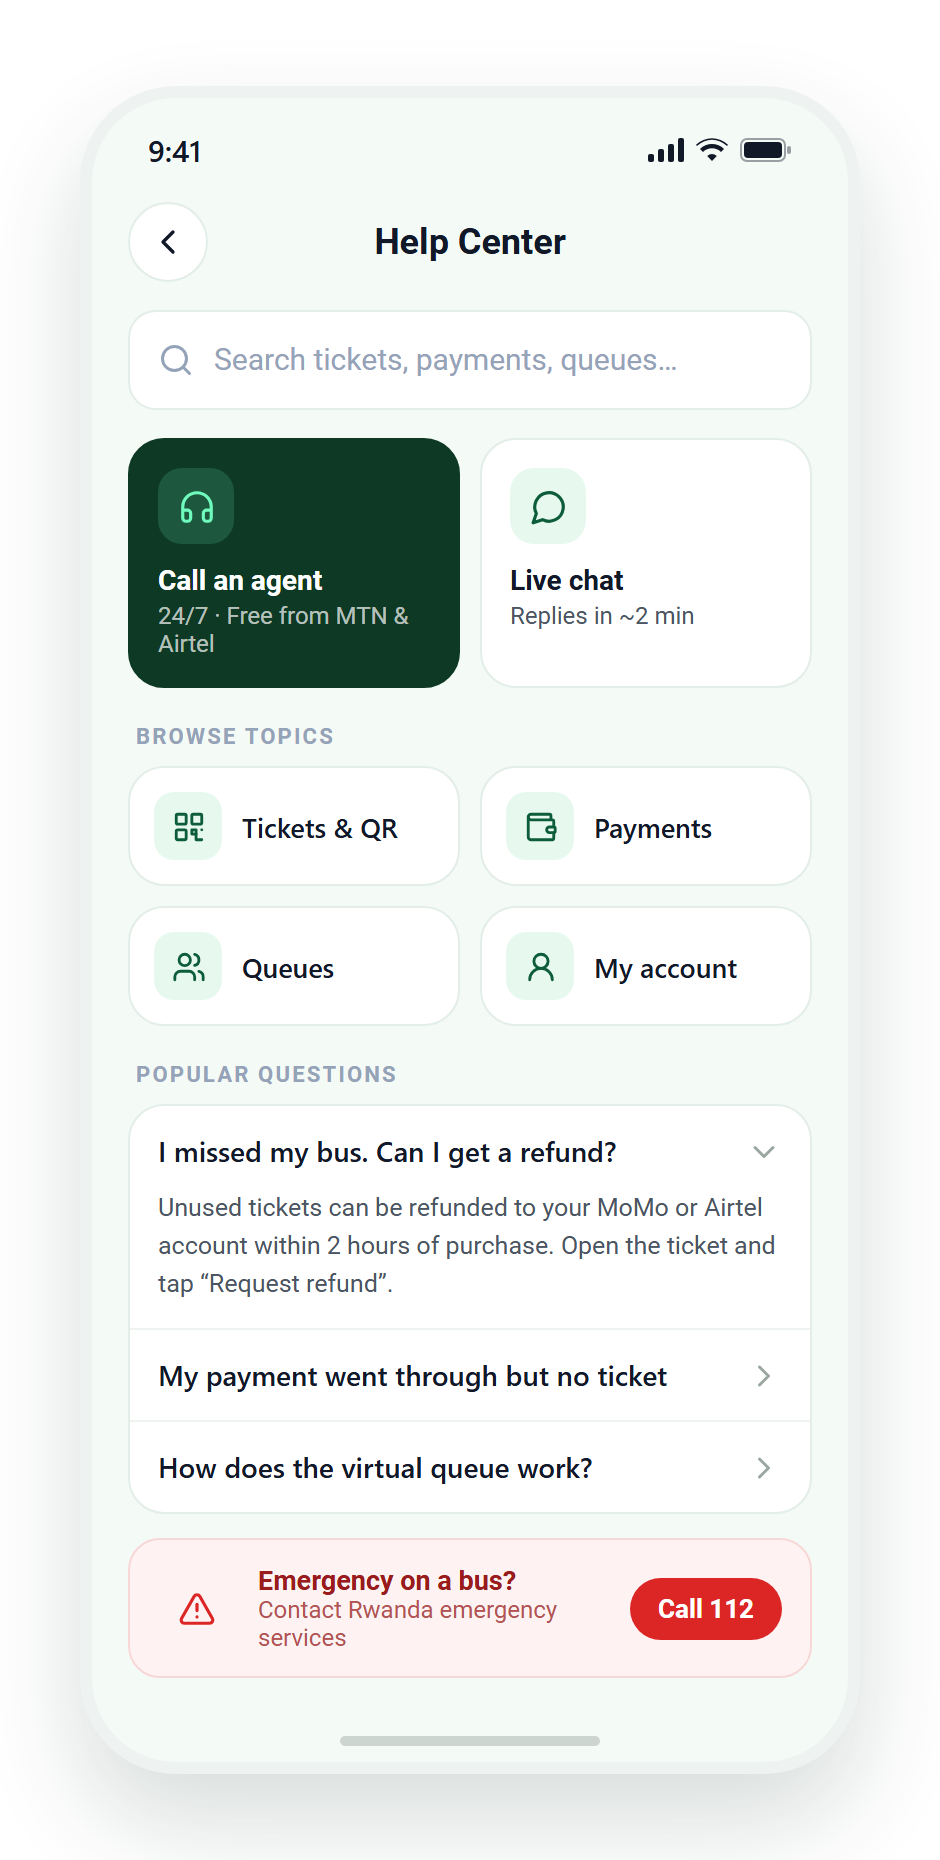 9:41
Help Center
Search tickets, payments, queues...
Call an agent
24/7 · Free from MTN &
Airtel
Live chat
Replies in ~2 min
BROWSE TOPICS
Tickets & QR
Payments
Queues
My account
POPULAR QUESTIONS
I missed my bus. Can I get a refund?
Unused tickets can be refunded to your MoMo or Airtel
account within 2 hours of purchase. Open the ticket and
tap “Request refund”.
My payment went through but no ticket
How does the virtual queue work?
Emergency on a bus?
Contact Rwanda emergency
services
Call 112